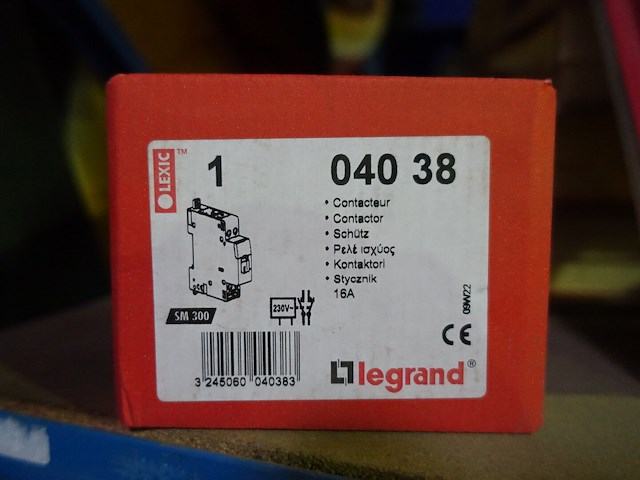 LEXIC™
1 040 38
• Contacteur
• Contactor
• Schütz
• Ρελέ ισχύος
• Kontaktori
• Stycznik
16A
09W22
SM 300
230V~
CE
3 245060 040383
legrand®